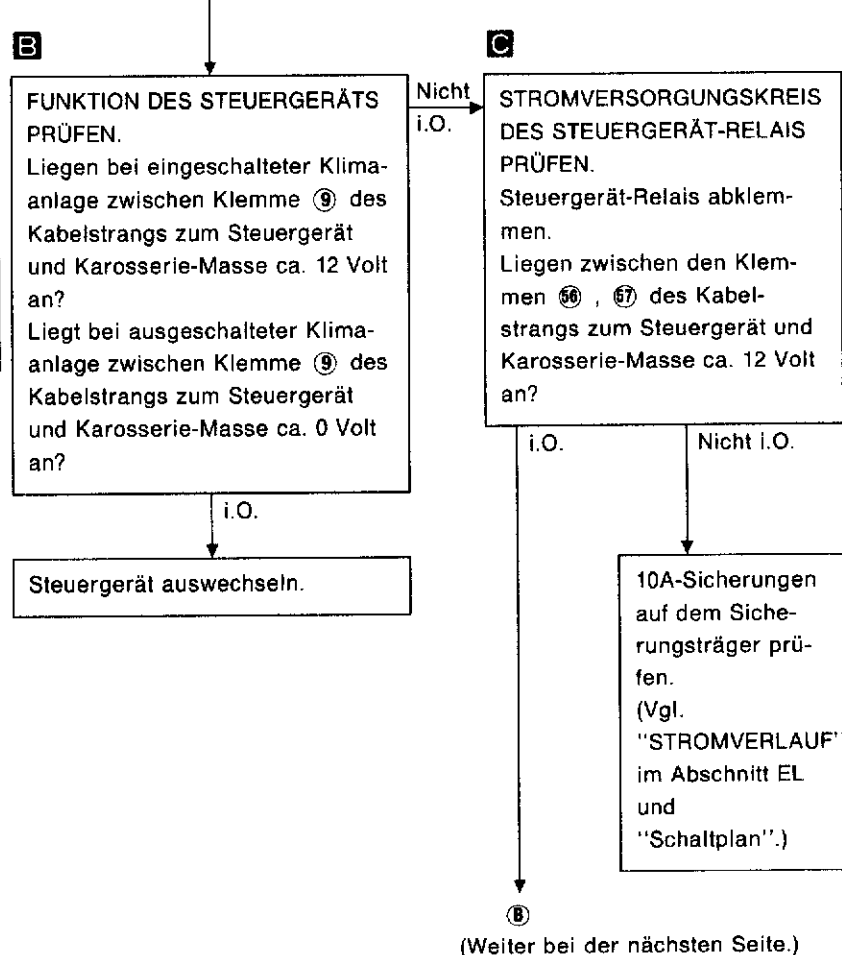 B
FUNKTION DES STEUERGERÄTS
PRÜFEN.
Liegen bei eingeschalteter Klima-
anlage zwischen Klemme ⑨ des
Kabelstrangs zum Steuergerät
und Karosserie-Masse ca. 12 Volt
an?
Liegt bei ausgeschalteter Klima-
anlage zwischen Klemme ⑨ des
Kabelstrangs zum Steuergerät
und Karosserie-Masse ca. 0 Volt
an?
Nicht
i.O.
i.O.
Steuergerät auswechseln.
C
STROMVERSORGUNGSKREIS
DES STEUERGERÄT-RELAIS
PRÜFEN.
Steuergerät-Relais abklem-
men.
Liegen zwischen den Klem-
men 56 , 57 des Kabel-
strangs zum Steuergerät und
Karosserie-Masse ca. 12 Volt
an?
i.O.
Nicht i.O.
10A-Sicherungen
auf dem Siche-
rungsträger prü-
fen.
(Vgl.
''STROMVERLAUF''
im Abschnitt EL
und
''Schaltplan''.)
Ⓑ
(Weiter bei der nächsten Seite.)